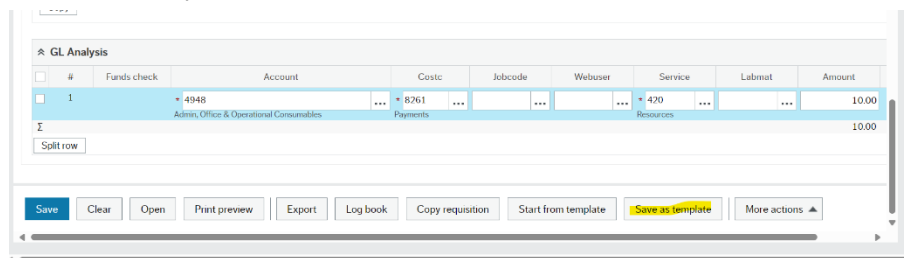 Copy
GL Analysis
# Funds check Account Costc Jobcode Webuser Service Labmat Amount
1 * 4948 ... * 8261 ... ... ... * 420 ... ... 10.00
Admin, Office & Operational Consumables Payments Resources
Σ 10.00
Split row
Save Clear Open Print preview Export Log book Copy requisition Start from template Save as template More actions